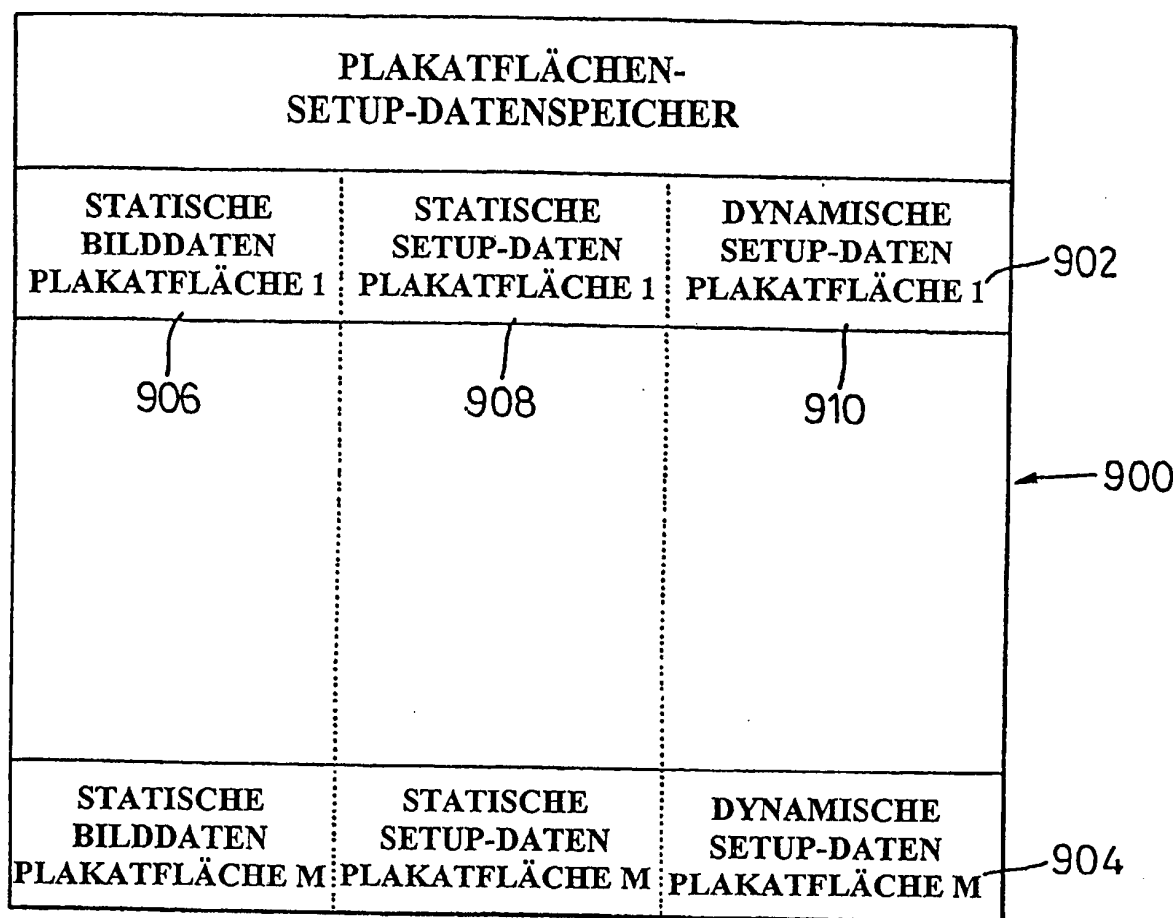 PLAKATFLÄCHEN-
SETUP-DATENSPEICHER
STATISCHE
BILDDATEN
PLAKATFLÄCHE 1
STATISCHE
SETUP-DATEN
PLAKATFLÄCHE 1
DYNAMISCHE
SETUP-DATEN
PLAKATFLÄCHE 1
902
906
908
910
900
STATISCHE
BILDDATEN
PLAKATFLÄCHE M
STATISCHE
SETUP-DATEN
PLAKATFLÄCHE M
DYNAMISCHE
SETUP-DATEN
PLAKATFLÄCHE M
904